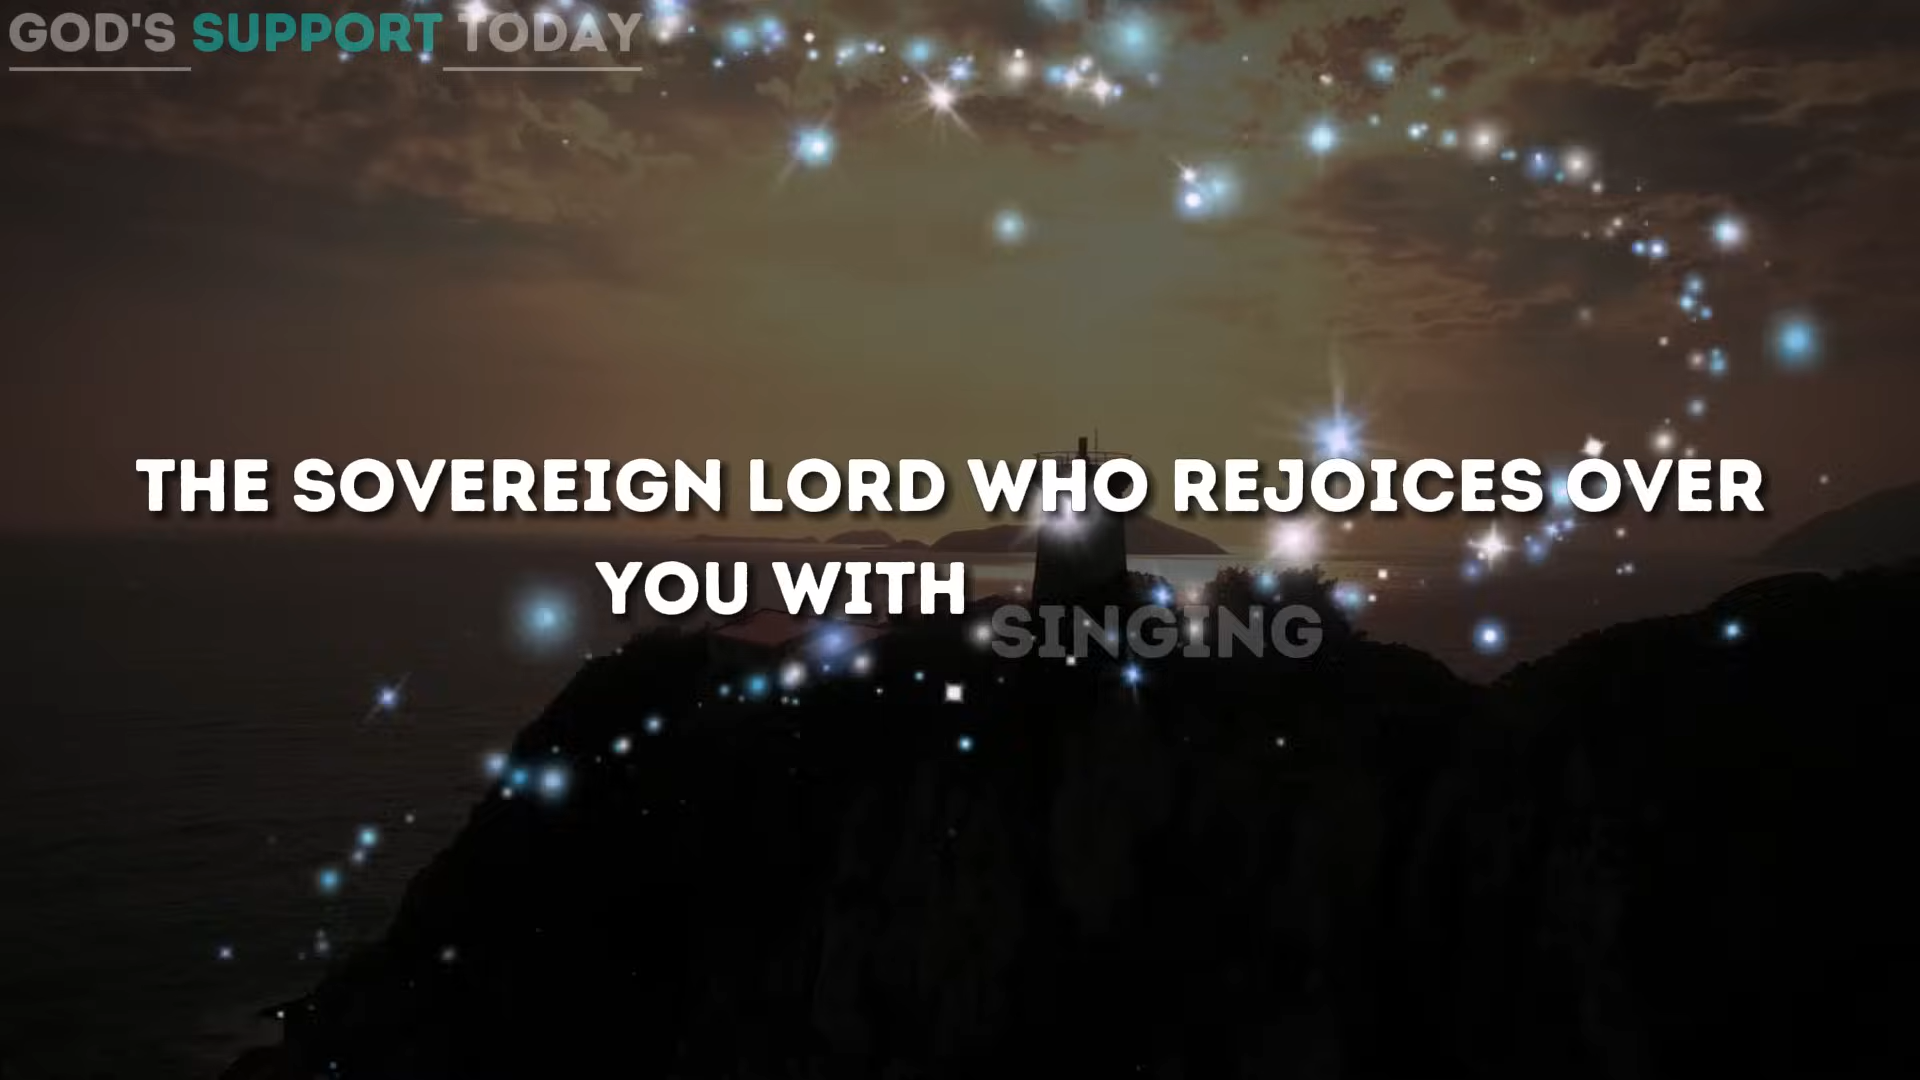 GOD'S SUPPORT TODAY
THE SOVEREIGN LORD WHO REJOICES OVER
YOU WITH SINGING